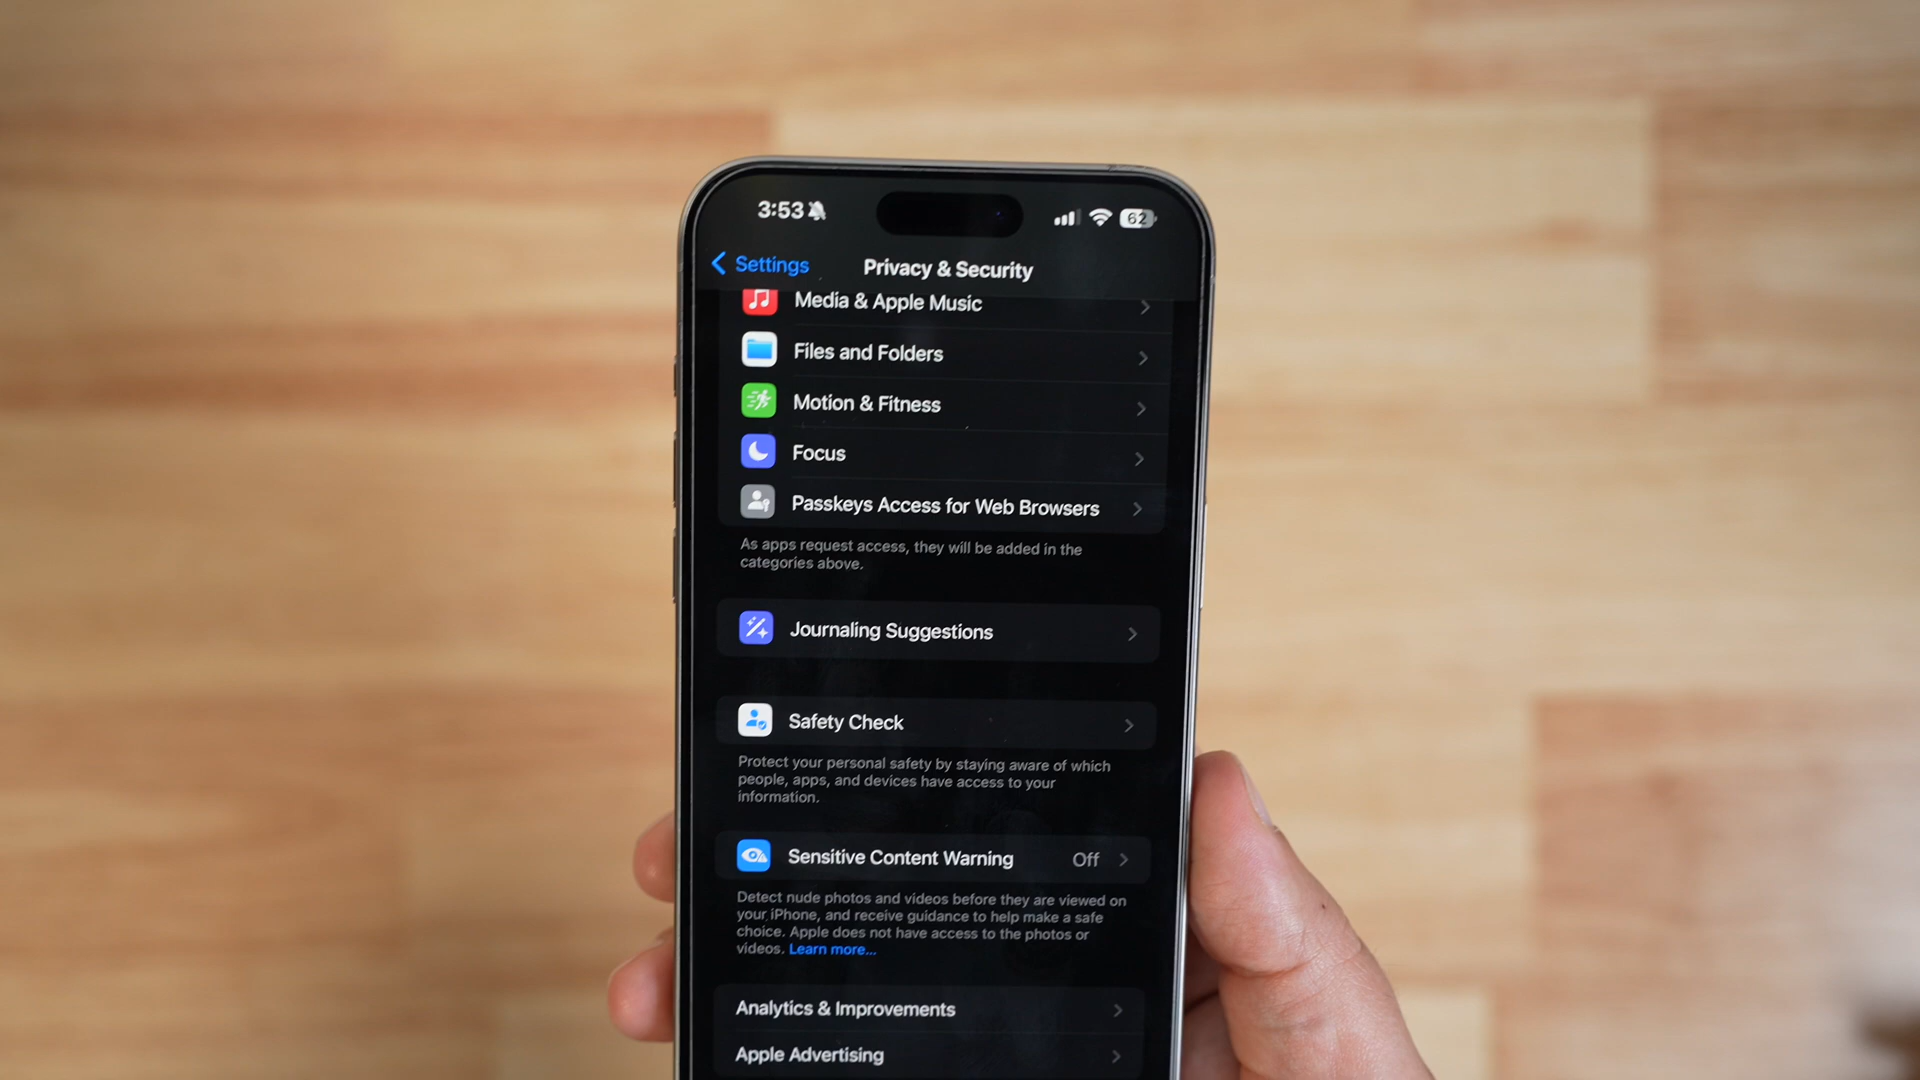 3:53
62
Settings
Privacy & Security
Media & Apple Music
Files and Folders
Motion & Fitness
Focus
Passkeys Access for Web Browsers
As apps request access, they will be added in the
categories above.
Journaling Suggestions
Safety Check
Protect your personal safety by staying aware of which
people, apps, and devices have access to your
information.
Sensitive Content Warning Off
Detect nude photos and videos before they are viewed on
your iPhone, and receive guidance to help make a safe
choice. Apple does not have access to the photos or
videos. Learn more...
Analytics & Improvements
Apple Advertising